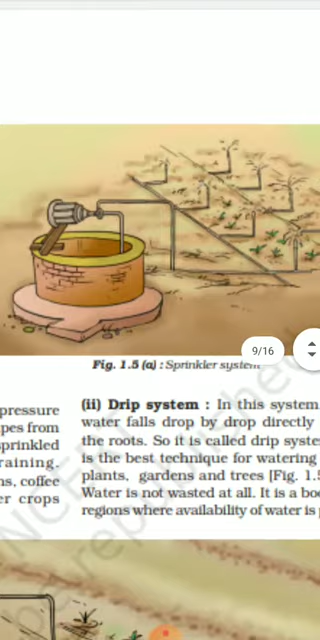 9/16
Fig. 1.5 (a) : Sprinkler system
pressure
pes from
sprinkled
raining.
ns, coffee
er crops
(ii) Drip system : In this system
water falls drop by drop directly
the roots. So it is called drip syste
is the best technique for watering
plants, gardens and trees [Fig. 1.5
Water is not wasted at all. It is a boo
regions where availability of water is